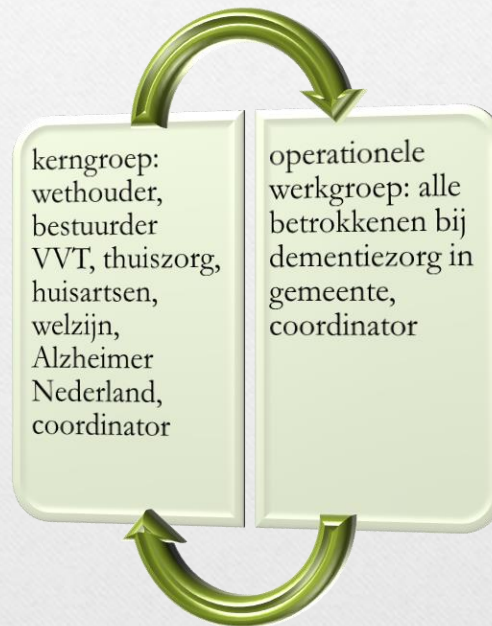 kerngroep:
wethouder,
bestuurder
VVT, thuiszorg,
huisartsen,
welzijn,
Alzheimer
Nederland,
coordinator
operationele
werkgroep: alle
betrokkenen bij
dementiezorg in
gemeente,
coordinator